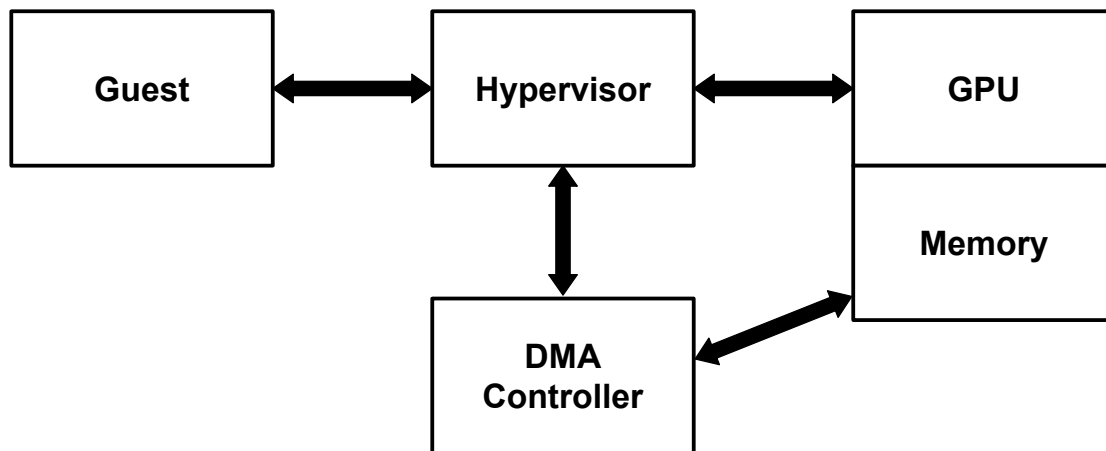 Guest
Hypervisor
GPU
Memory
DMA
Controller